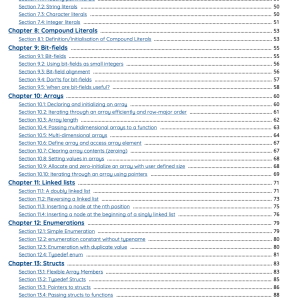 Section 7.2: String literals 50
Section 7.3: Character literals 50
Section 7.4: Integer literals 51
Chapter 8: Compound Literals 53
Section 8.1: Definition/Initialisation of Compound Literals 53
Chapter 9: Bit-fields 55
Section 9.1: Bit-fields 55
Section 9.2: Using bit-fields as small integers 56
Section 9.3: Bit-field alignment 56
Section 9.4: Don'ts for bit-fields 57
Section 9.5: When are bit-fields useful? 58
Chapter 10: Arrays 60
Section 10.1: Declaring and initializing an array 60
Section 10.2: Iterating through an array efficiently and row-major order 61
Section 10.3: Array length 62
Section 10.4: Passing multidimensional arrays to a function 63
Section 10.5: Multi-dimensional arrays 64
Section 10.6: Define array and access array element 67
Section 10.7: Clearing array contents (zeroing) 67
Section 10.8: Setting values in arrays 68
Section 10.9: Allocate and zero-initialize an array with user defined size 68
Section 10.10: Iterating through an array using pointers 69
Chapter 11: Linked lists 71
Section 11.1: A doubly linked list 71
Section 11.2: Reversing a linked list 73
Section 11.3: Inserting a node at the nth position 75
Section 11.4: Inserting a node at the beginning of a singly linked list 76
Chapter 12: Enumerations 79
Section 12.1: Simple Enumeration 79
Section 12.2: enumeration constant without typename 80
Section 12.3: Enumeration with duplicate value 80
Section 12.4: Typedef enum 81
Chapter 13: Structs 83
Section 13.1: Flexible Array Members 83
Section 13.2: Typedef Structs 85
Section 13.3: Pointers to structs 86
Section 13.4: Passing structs to functions 88